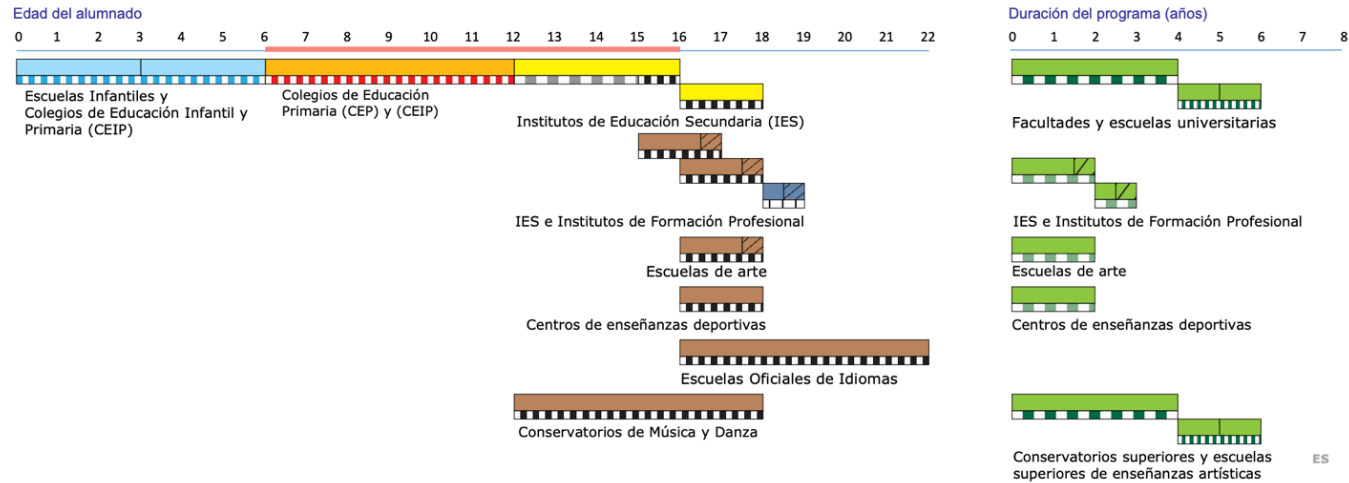 Edad del alumnado
Duración del programa (años)
0 1 2 3 4 5 6 7 8 9 10 11 12 13 14 15 16 17 18 19 20 21 22
0 1 2 3 4 5 6 7 8
Escuelas Infantiles y
Colegios de Educación Infantil y
Primaria (CEIP)
Colegios de Educación
Primaria (CEP) y (CEIP)
Institutos de Educación Secundaria (IES)
Facultades y escuelas universitarias
IES e Institutos de Formación Profesional
IES e Institutos de Formación Profesional
Escuelas de arte
Escuelas de arte
Centros de enseñanzas deportivas
Centros de enseñanzas deportivas
Escuelas Oficiales de Idiomas
Conservatorios de Música y Danza
Conservatorios superiores y escuelas
superiores de enseñanzas artísticas
ES